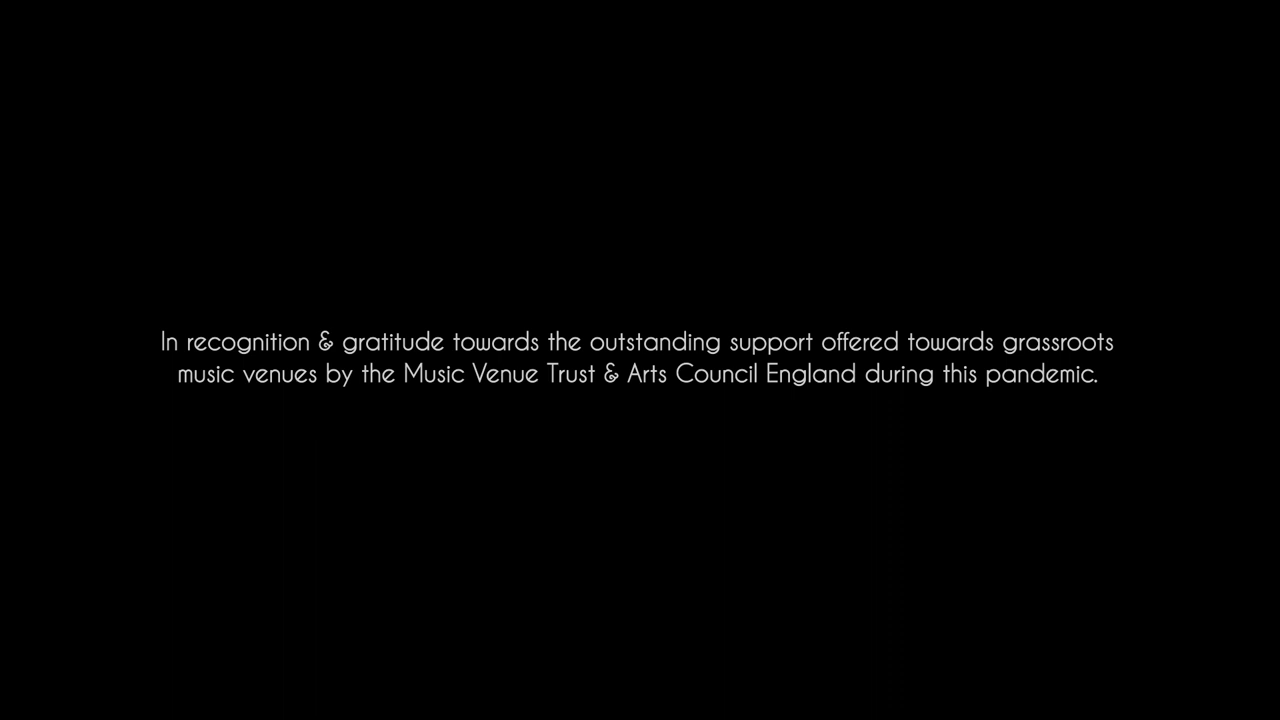 In recognition & gratitude towards the outstanding support offered towards grassroots
music venues by the Music Venue Trust & Arts Council England during this pandemic.